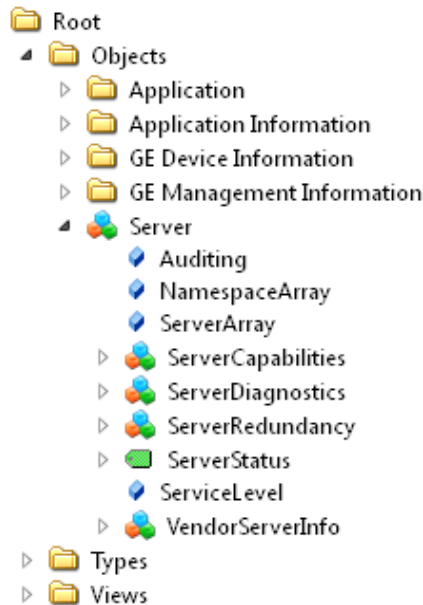 Root
Objects
Application
Application Information
GE Device Information
GE Management Information
Server
Auditing
NamespaceArray
ServerArray
ServerCapabilities
ServerDiagnostics
ServerRedundancy
ServerStatus
ServiceLevel
VendorServerInfo
Types
Views